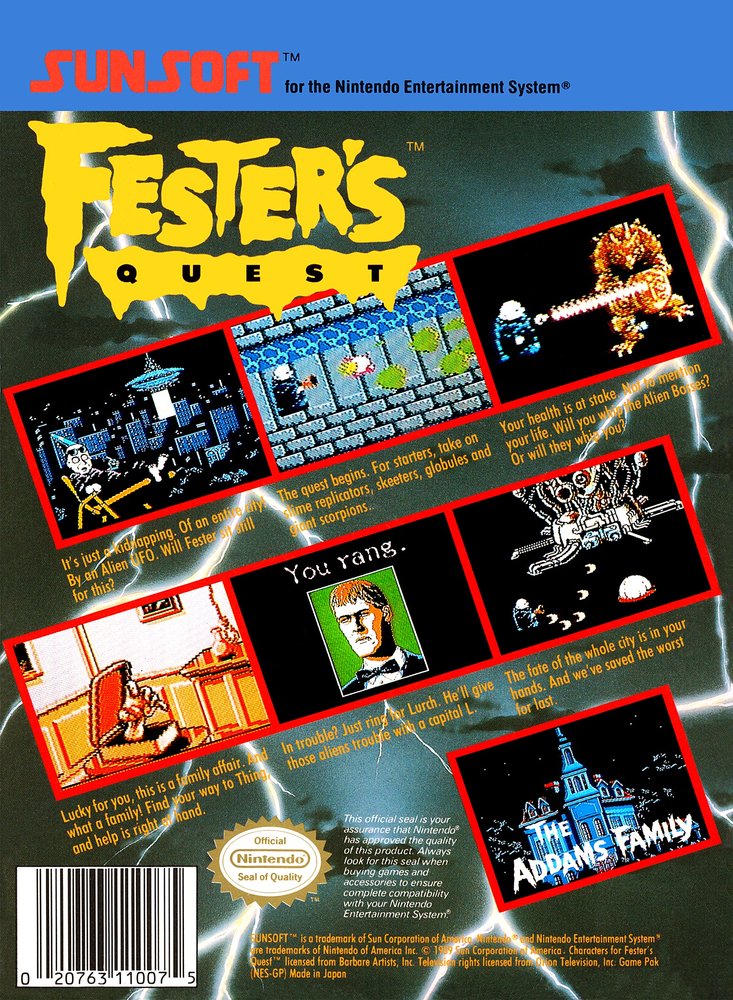 SUNSOFT™
for the Nintendo Entertainment System®
FESTER'S™
QUEST
It's just a kidnapping. Of an entire city!
By an Alien UFO. Will Fester sit still
for this?
The quest begins. For starters, take on
slime replicators, skeeters, globules and
giant scorpions..
Your health is at stake. Not to mention
your life. Will you whip the Alien Bosses?
Or will they whip you?
You rang.
Lucky for you, this is a family affair. And
what a family! Find your way to Thing,
and help is right at hand.
In trouble? Just ring for Lurch. He'll give
those aliens trouble with a capital L.
The fate of the whole city is in your
hands. And we've saved the worst
for last.
THE
ADDAMS FAMILY
Official
Nintendo®
Seal of Quality
TM
This official seal is your
assurance that Nintendo®
has approved the quality
of this product. Always
look for this seal when
buying games and
accessories to ensure
complete compatibility
with your Nintendo
Entertainment System.®
SUNSOFT™ is a trademark of Sun Corporation of America. Nintendo® and Nintendo Entertainment System®
are trademarks of Nintendo of America Inc. © 1989 Sun Corporation of America · Characters for Fester's
Quest™ licensed from Barbare Artists, Inc. Television rights licensed from Orion Television, Inc. Game Pak
(NES-GP) Made in Japan
0 20763 11007 5